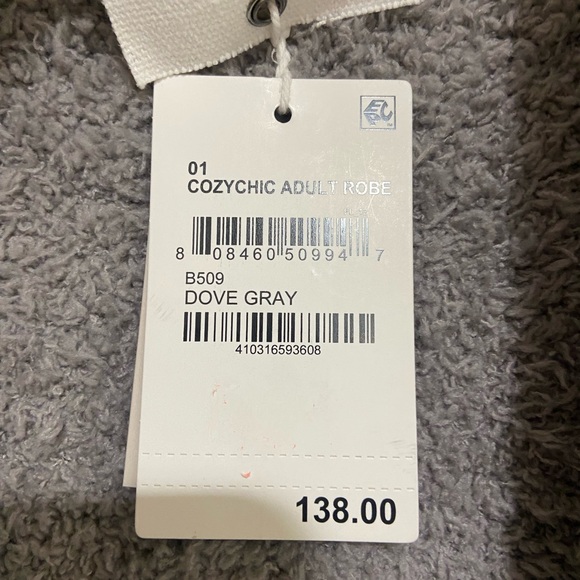 01
COZYCHIC ADULT ROBE
8 08460 50994 7
B509
DOVE GRAY
410316593608
138.00